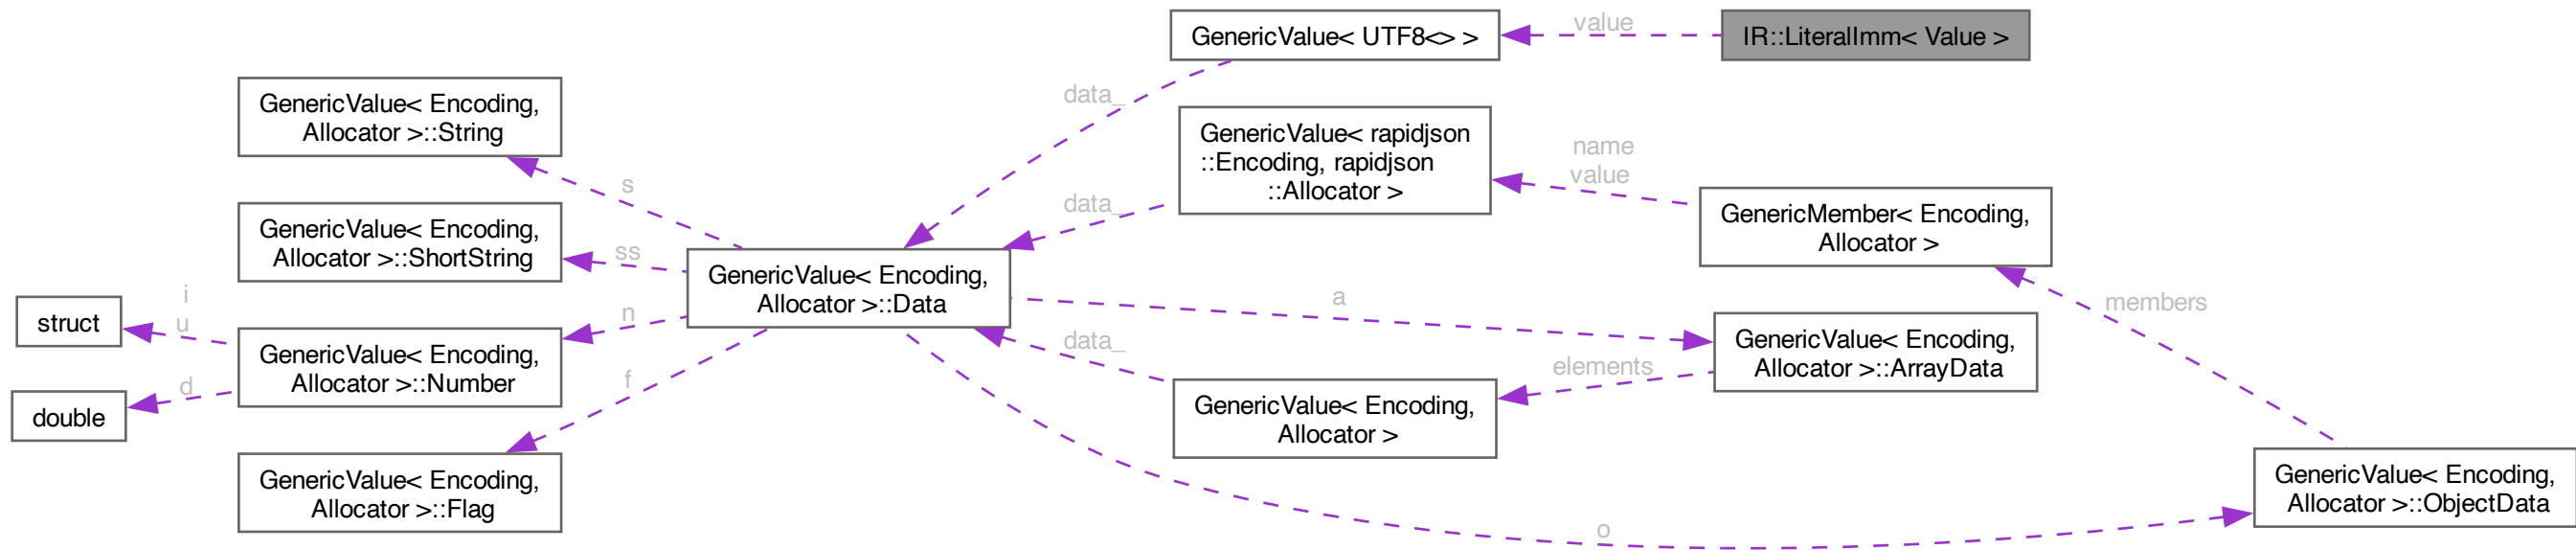 GenericValue< UTF8<> >
value
IR::LiteralImm< Value >
GenericValue< Encoding,
Allocator >::String
data_
GenericValue< rapidjson
::Encoding, rapidjson
::Allocator >
name
value
s
GenericValue< Encoding,
Allocator >::ShortString
ss
data_
GenericMember< Encoding,
Allocator >
GenericValue< Encoding,
Allocator >::Data
i
u
struct
n
a
members
GenericValue< Encoding,
Allocator >::Number
data_
GenericValue< Encoding,
Allocator >::ArrayData
elements
d
double
f
GenericValue< Encoding,
Allocator >
GenericValue< Encoding,
Allocator >::Flag
o
GenericValue< Encoding,
Allocator >::ObjectData